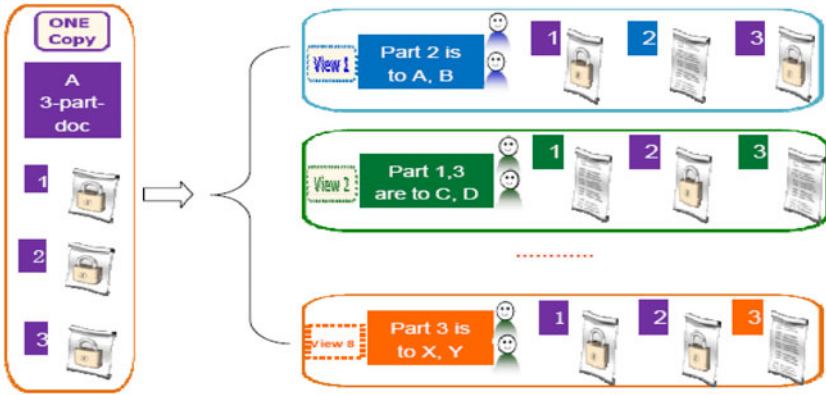 ONE
Copy
A
3-part-
doc
1
2
3
View 1
Part 2 is
to A, B
1
2
3
View 2
Part 1,3
are to C, D
1
2
3
............
View 8
Part 3 is
to X, Y
1
2
3